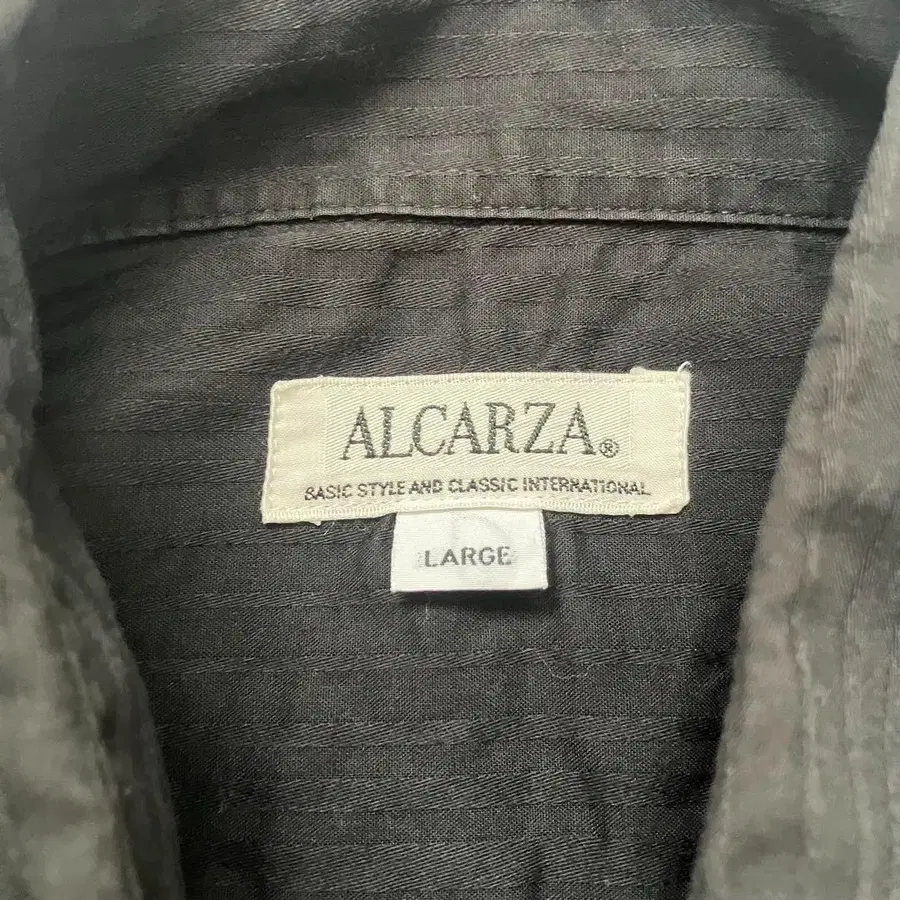 ALCARZA®
BASIC STYLE AND CLASSIC INTERNATIONAL
LARGE